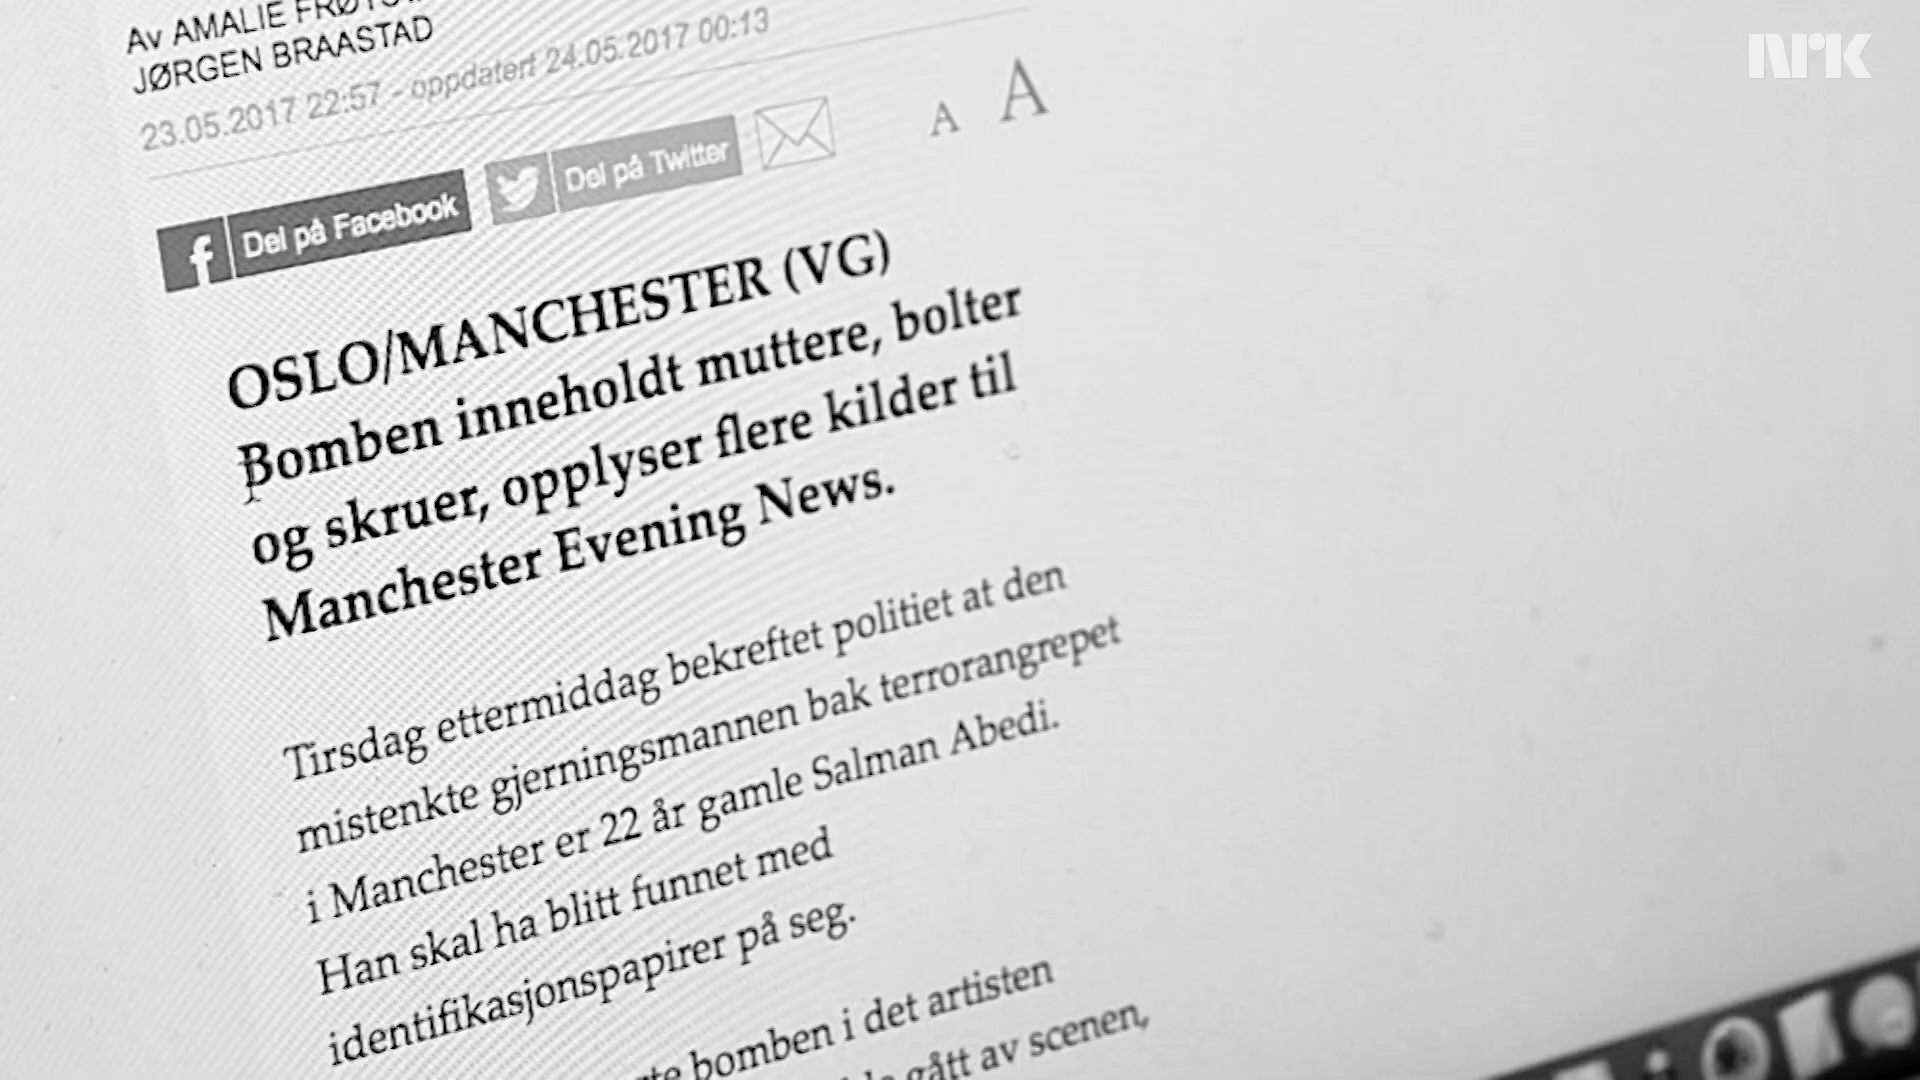 Av AMALIE
JØRGEN BRAASTAD
23.05.2017 22:57 - oppdatert 24.05.2017 00:13
Del på Facebook
Del på Twitter
A A
NRK
OSLO/MANCHESTER (VG)
Bomben inneholdt muttere, bolter
og skruer, opplyser flere kilder til
Manchester Evening News.
Tirsdag ettermiddag bekreftet politiet at den
mistenkte gjerningsmannen bak terrorangrepet
i Manchester er 22 år gamle Salman Abedi.
Han skal ha blitt funnet med
identifikasjonspapirer på seg.
bomben i det artisten
gått av scenen,